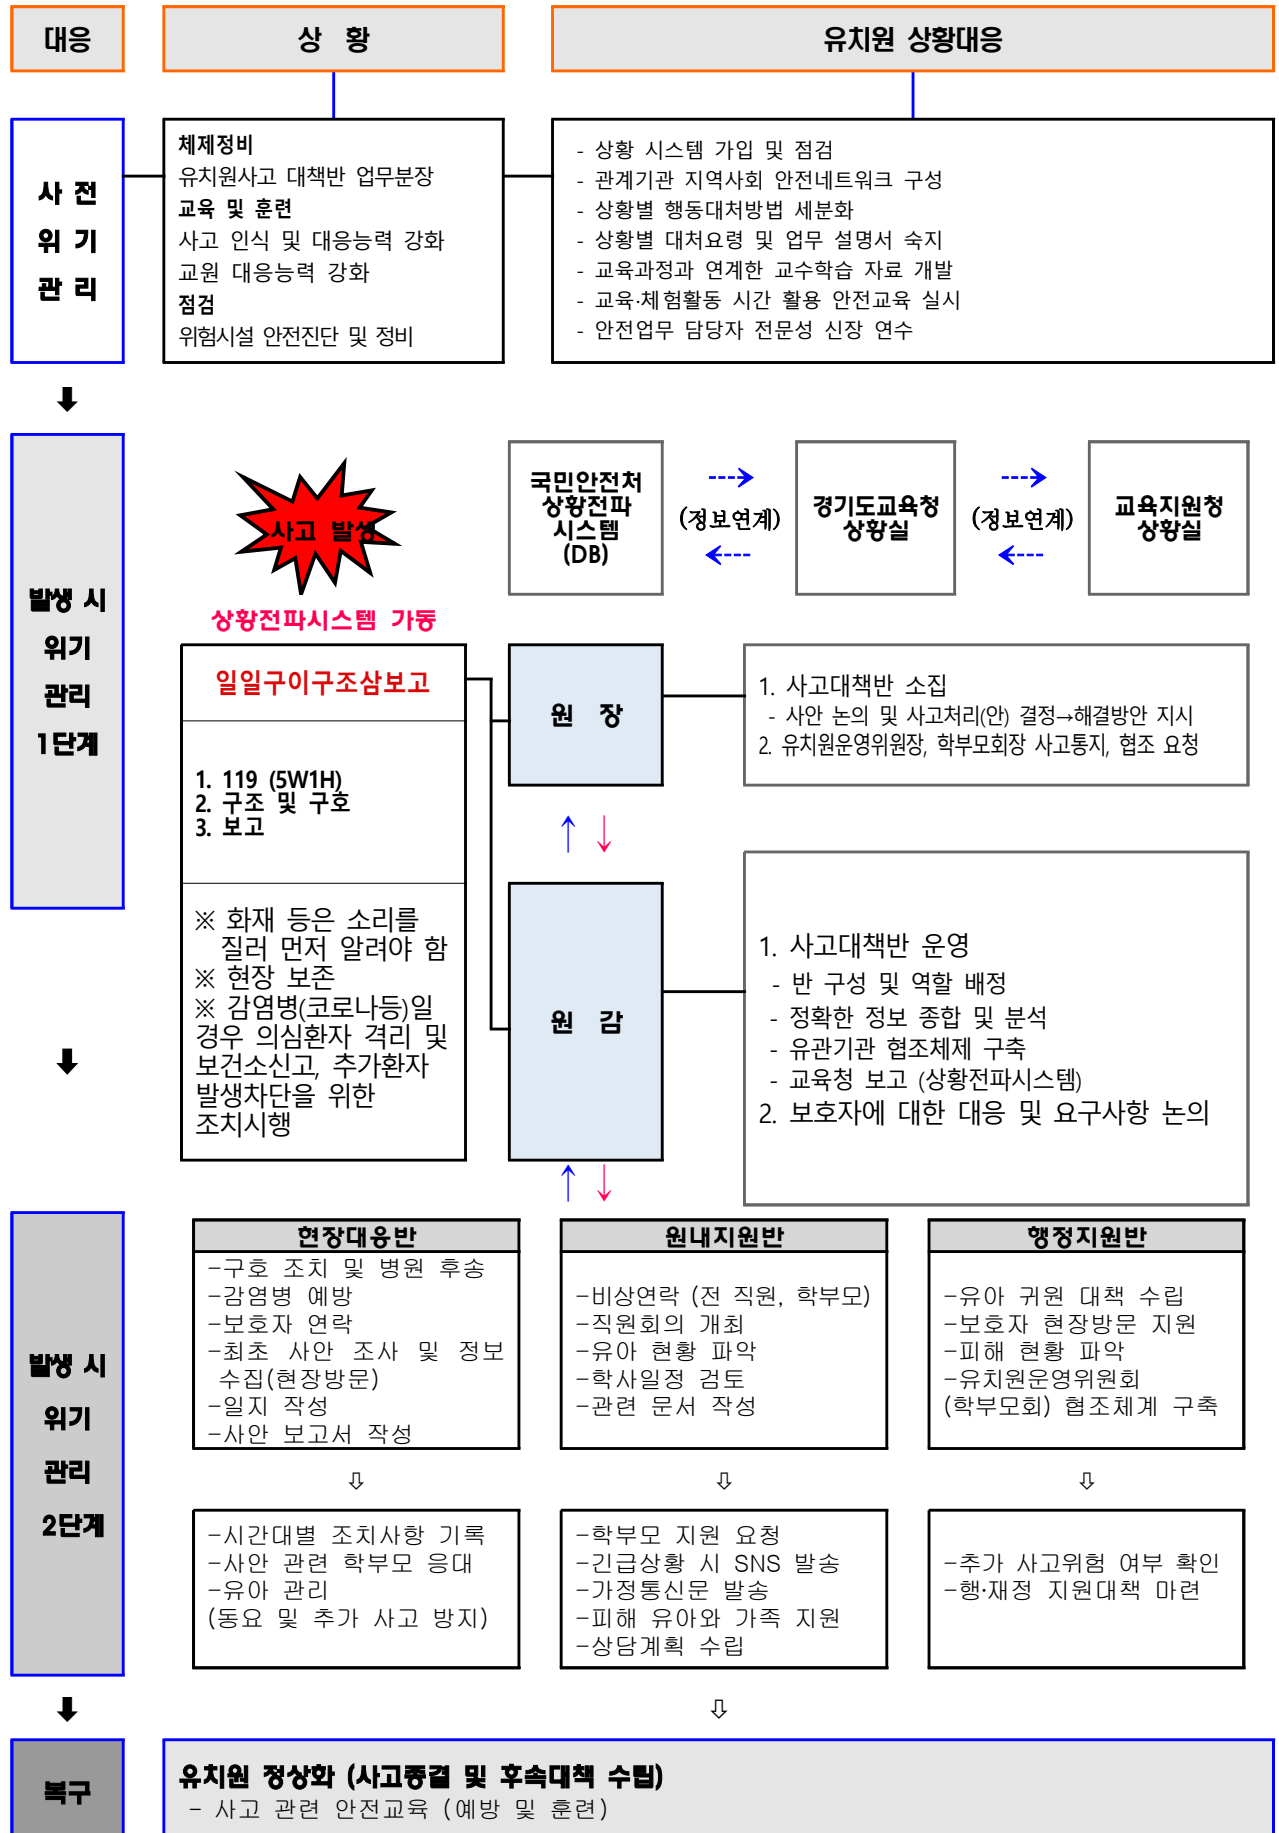 대응
상 황
유치원 상황대응
사 전
위 기
관 리
체제정비
유치원사고 대책반 업무분장
교육 및 훈련
사고 인식 및 대응능력 강화
교원 대응능력 강화
점검
위험시설 안전진단 및 정비
- 상황 시스템 가입 및 점검
- 관계기관 지역사회 안전네트워크 구성
- 상황별 행동대처방법 세분화
- 상황별 대처요령 및 업무 설명서 숙지
- 교육과정과 연계한 교수학습 자료 개발
- 교육·체험활동 시간 활용 안전교육 실시
- 안전업무 담당자 전문성 신장 연수
발생 시
위기
관리
1단계
사고 발생
상황전파시스템 가동
국민안전처
상황전파
시스템
(DB)
(정보연계)
경기도교육청
상황실
(정보연계)
교육지원청
상황실
일일구이구조삼보고
1. 119 (5W1H)
2. 구조 및 구호
3. 보고
※ 화재 등은 소리를
질러 먼저 알려야 함
※ 현장 보존
※ 감염병(코로나등)일
경우 의심환자 격리 및
보건소신고, 추가환자
발생차단을 위한
조치시행
원 장
1. 사고대책반 소집
- 사안 논의 및 사고처리(안) 결정→해결방안 지시
2. 유치원운영위원장, 학부모회장 사고통지, 협조 요청
원 감
1. 사고대책반 운영
- 반 구성 및 역할 배정
- 정확한 정보 종합 및 분석
- 유관기관 협조체제 구축
- 교육청 보고 (상황전파시스템)
2. 보호자에 대한 대응 및 요구사항 논의
발생 시
위기
관리
2단계
현장대응반
-구호 조치 및 병원 후송
-감염병 예방
-보호자 연락
-최초 사안 조사 및 정보
수집(현장방문)
-일지 작성
-사안 보고서 작성
원내지원반
-비상연락 (전 직원, 학부모)
-직원회의 개최
-유아 현황 파악
-학사일정 검토
-관련 문서 작성
행정지원반
-유아 귀원 대책 수립
-보호자 현장방문 지원
-피해 현황 파악
-유치원운영위원회
(학부모회) 협조체계 구축
-시간대별 조치사항 기록
-사안 관련 학부모 응대
-유아 관리
(동요 및 추가 사고 방지)
-학부모 지원 요청
-긴급상황 시 SNS 발송
-가정통신문 발송
-피해 유아와 가족 지원
-상담계획 수립
-추가 사고위험 여부 확인
-행·재정 지원대책 마련
복구
유치원 정상화 (사고종결 및 후속대책 수립)
- 사고 관련 안전교육 (예방 및 훈련)